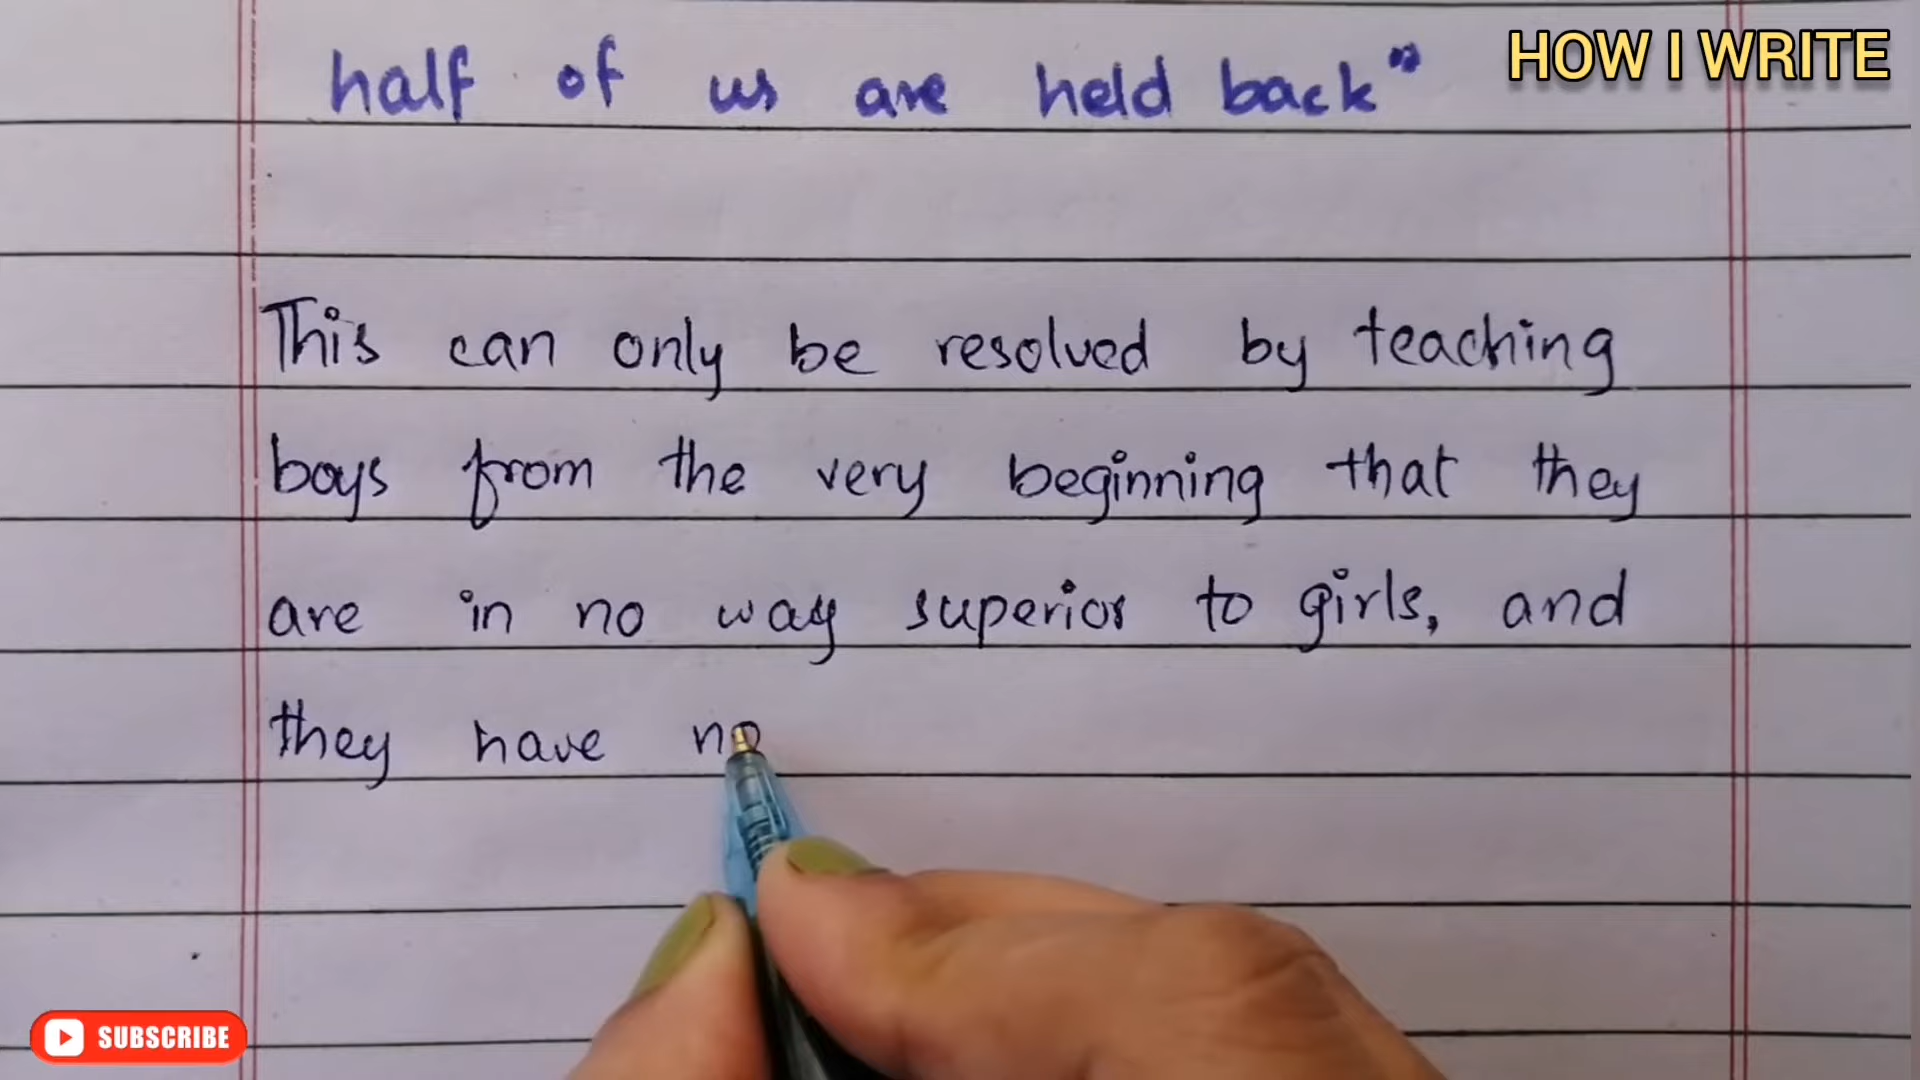 HOW I WRITE
half of us are held back"
This can only be resolved by teaching
boys from the very beginning that they
are in no way superior to girls, and
they have no
SUBSCRIBE